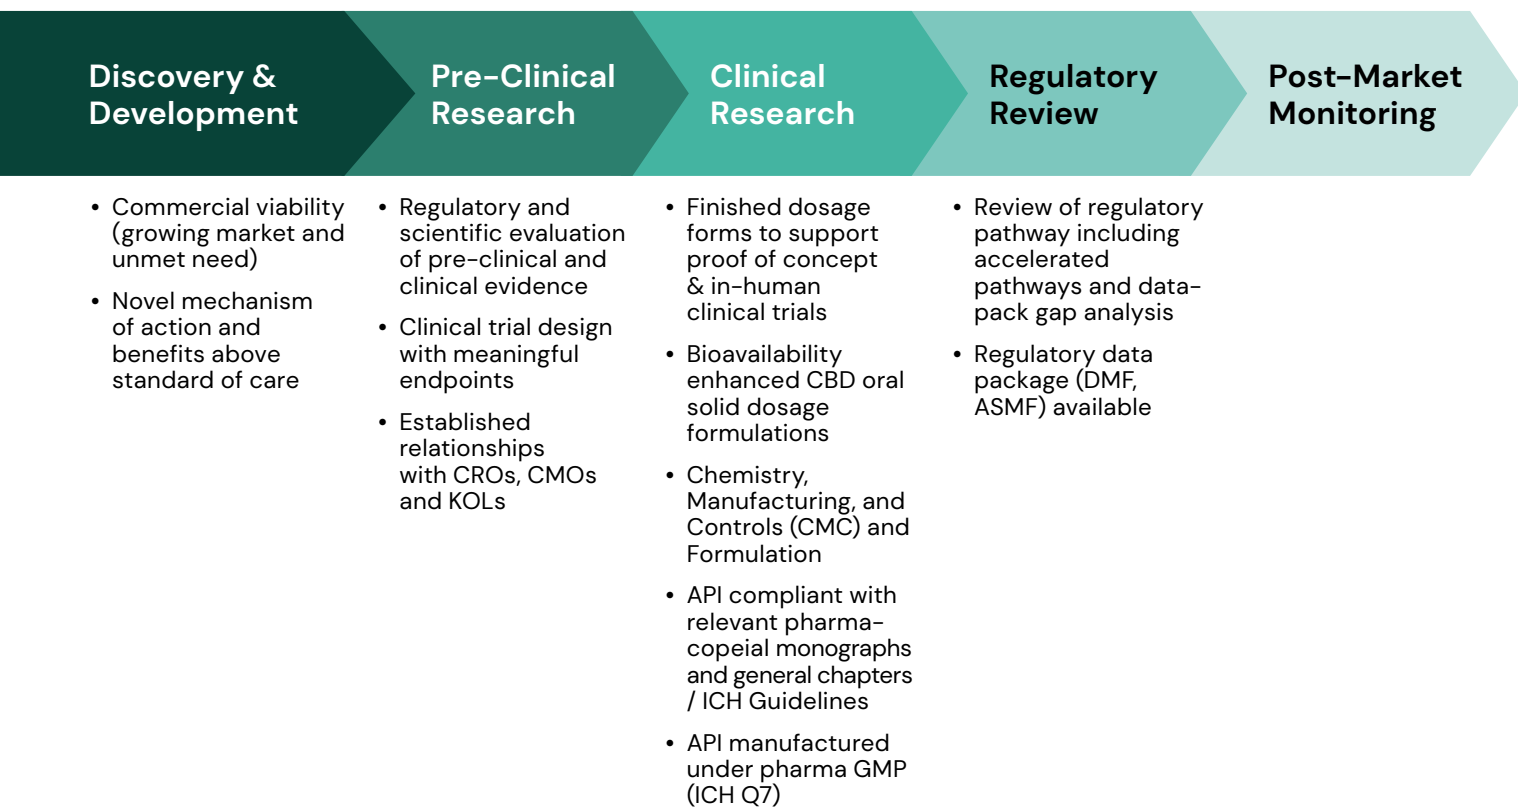 Discovery &
Development
Pre-Clinical
Research
Clinical
Research
Regulatory
Review
Post-Market
Monitoring
• Commercial viability
(growing market and
unmet need)
• Novel mechanism
of action and
benefits above
standard of care
• Regulatory and
scientific evaluation
of pre-clinical and
clinical evidence
• Clinical trial design
with meaningful
endpoints
• Established
relationships
with CROs, CMOs
and KOLs
• Finished dosage
forms to support
proof of concept
& in-human
clinical trials
• Bioavailability
enhanced CBD oral
solid dosage
formulations
• Chemistry,
Manufacturing, and
Controls (CMC) and
Formulation
• API compliant with
relevant pharma-
copeial monographs
and general chapters
/ ICH Guidelines
• API manufactured
under pharma GMP
(ICH Q7)
• Review of regulatory
pathway including
accelerated
pathways and data-
pack gap analysis
• Regulatory data
package (DMF,
ASMF) available